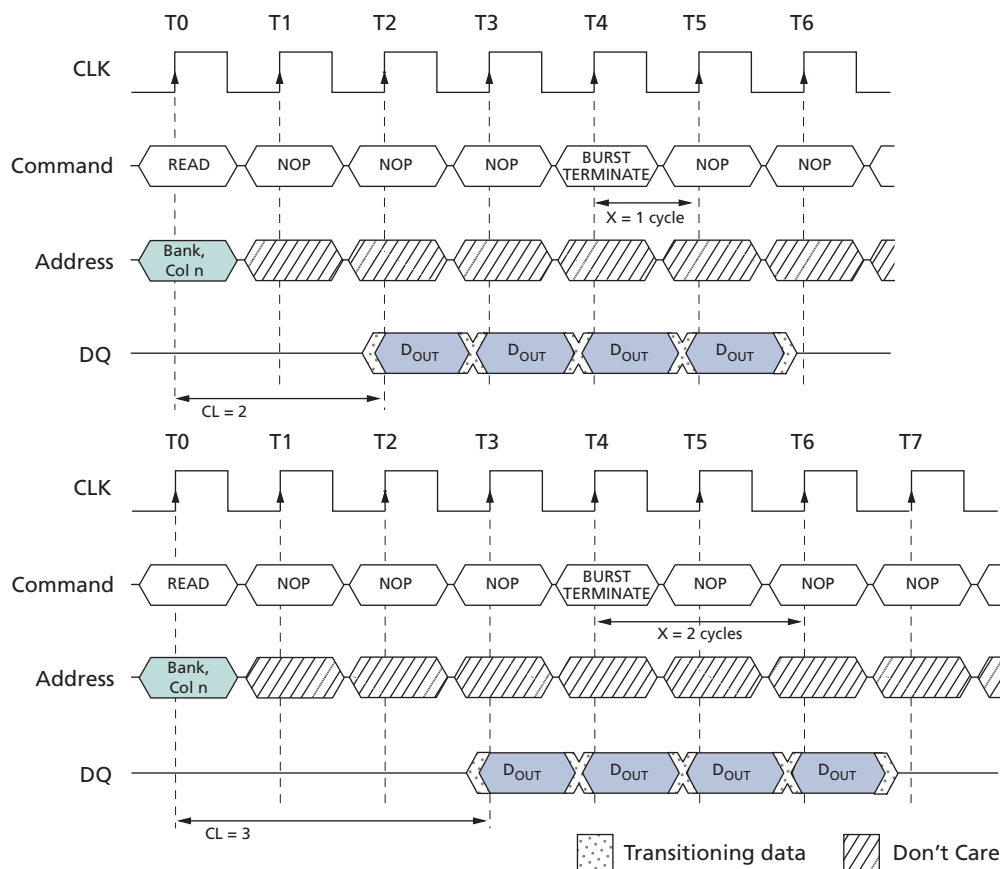 T0 T1 T2 T3 T4 T5 T6
CLK
Command READ NOP NOP NOP BURST TERMINATE NOP NOP
X = 1 cycle
Address Bank, Col n
DQ DOUT DOUT DOUT DOUT
CL = 2
T0 T1 T2 T3 T4 T5 T6 T7
CLK
Command READ NOP NOP NOP BURST TERMINATE NOP NOP NOP
X = 2 cycles
Address Bank, Col n
DQ DOUT DOUT DOUT DOUT
CL = 3
Transitioning data Don't Care